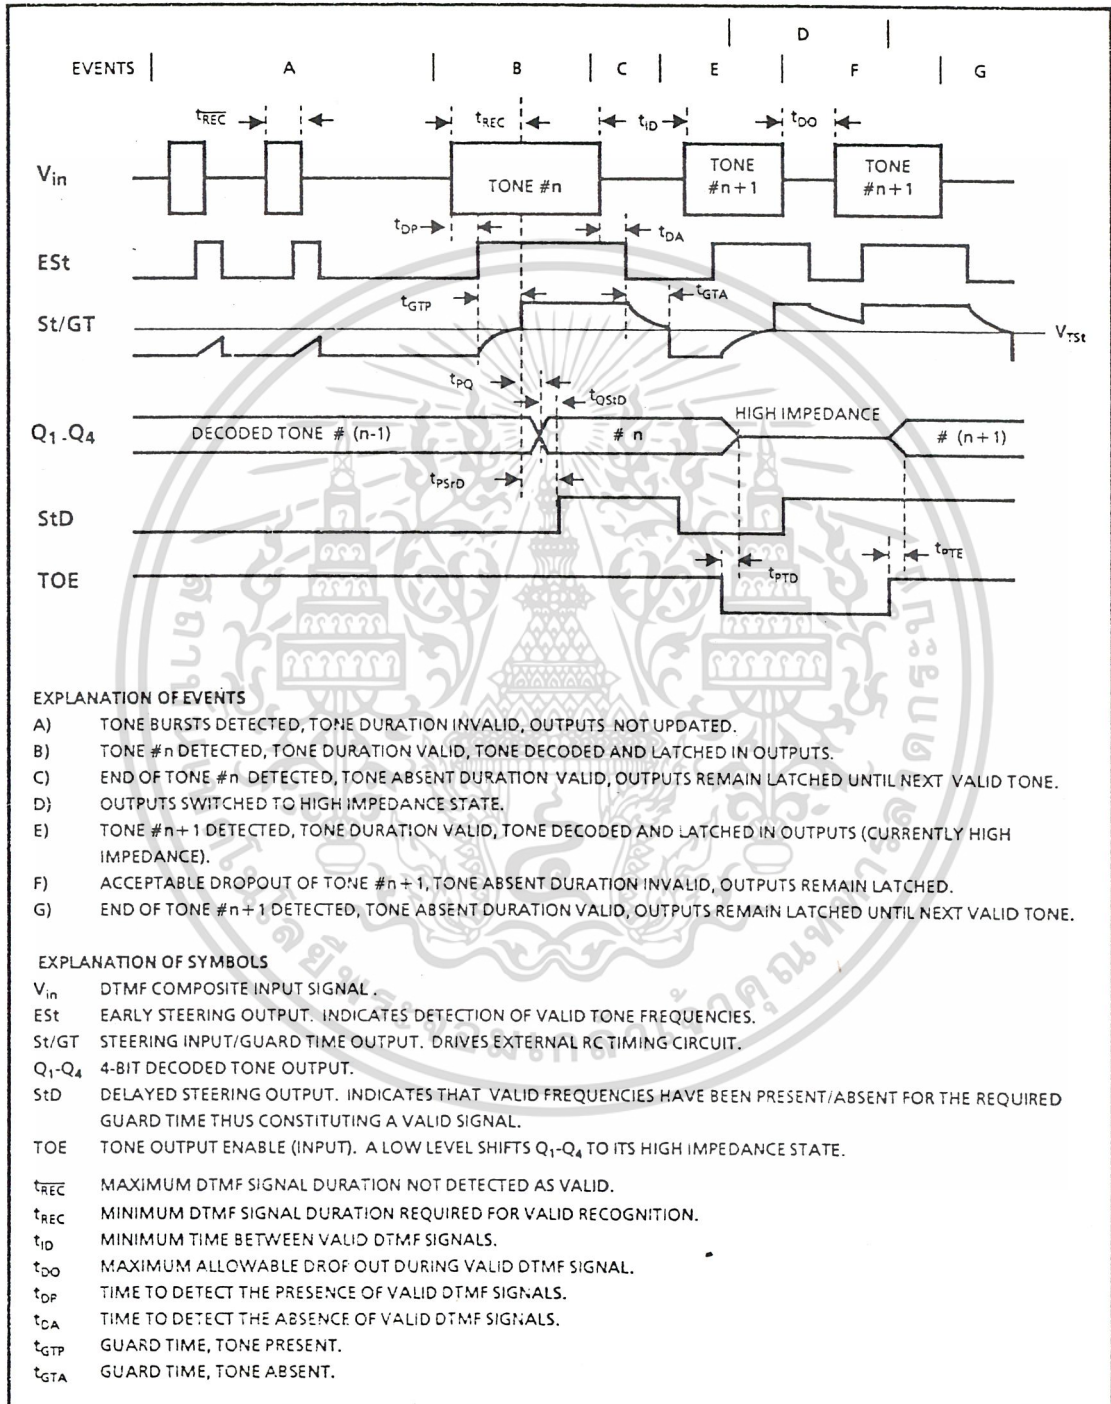 D
EVENTS A B C E F G
tREC tREC tID tDO
Vin TONE #n TONE #n+1 TONE #n+1
tDP tDA
ESt
tGTP tGTA
St/GT VTSt
tPQ tQStD
Q1-Q4 DECODED TONE # (n-1) # n HIGH IMPEDANCE # (n+1)
tPSrD
StD
tPTD tPTE
TOE
EXPLANATION OF EVENTS
A) TONE BURSTS DETECTED, TONE DURATION INVALID, OUTPUTS NOT UPDATED.
B) TONE #n DETECTED, TONE DURATION VALID, TONE DECODED AND LATCHED IN OUTPUTS.
C) END OF TONE #n DETECTED, TONE ABSENT DURATION VALID, OUTPUTS REMAIN LATCHED UNTIL NEXT VALID TONE.
D) OUTPUTS SWITCHED TO HIGH IMPEDANCE STATE.
E) TONE #n+1 DETECTED, TONE DURATION VALID, TONE DECODED AND LATCHED IN OUTPUTS (CURRENTLY HIGH
IMPEDANCE).
F) ACCEPTABLE DROPOUT OF TONE #n+1, TONE ABSENT DURATION INVALID, OUTPUTS REMAIN LATCHED.
G) END OF TONE #n+1 DETECTED, TONE ABSENT DURATION VALID, OUTPUTS REMAIN LATCHED UNTIL NEXT VALID TONE.
EXPLANATION OF SYMBOLS
Vin DTMF COMPOSITE INPUT SIGNAL.
ESt EARLY STEERING OUTPUT. INDICATES DETECTION OF VALID TONE FREQUENCIES.
St/GT STEERING INPUT/GUARD TIME OUTPUT. DRIVES EXTERNAL RC TIMING CIRCUIT.
Q1-Q4 4-BIT DECODED TONE OUTPUT.
StD DELAYED STEERING OUTPUT. INDICATES THAT VALID FREQUENCIES HAVE BEEN PRESENT/ABSENT FOR THE REQUIRED
GUARD TIME THUS CONSTITUTING A VALID SIGNAL.
TOE TONE OUTPUT ENABLE (INPUT). A LOW LEVEL SHIFTS Q1-Q4 TO ITS HIGH IMPEDANCE STATE.
tREC MAXIMUM DTMF SIGNAL DURATION NOT DETECTED AS VALID.
tREC MINIMUM DTMF SIGNAL DURATION REQUIRED FOR VALID RECOGNITION.
tID MINIMUM TIME BETWEEN VALID DTMF SIGNALS.
tDO MAXIMUM ALLOWABLE DROP OUT DURING VALID DTMF SIGNAL.
tDP TIME TO DETECT THE PRESENCE OF VALID DTMF SIGNALS.
tDA TIME TO DETECT THE ABSENCE OF VALID DTMF SIGNALS.
tGTP GUARD TIME, TONE PRESENT.
tGTA GUARD TIME, TONE ABSENT.